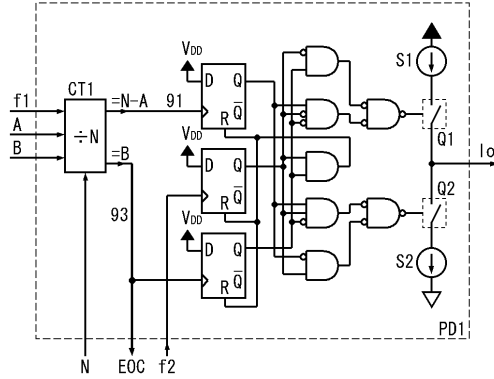 f1
A
B
CT1
÷N
=N-A
91
=B
93
VDD
D
Q
Q̅
R
VDD
D
Q
Q̅
R
VDD
D
Q
Q̅
R
S1
Q1
Io
Q2
S2
PD1
N
EOC
f2